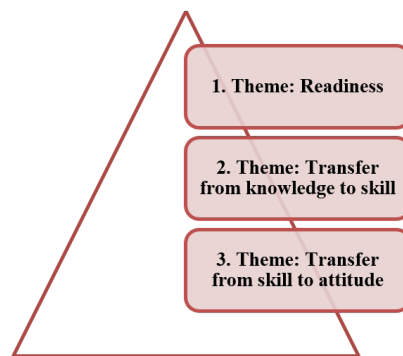 1. Theme: Readiness
2. Theme: Transfer
from knowledge to skill
3. Theme: Transfer
from skill to attitude